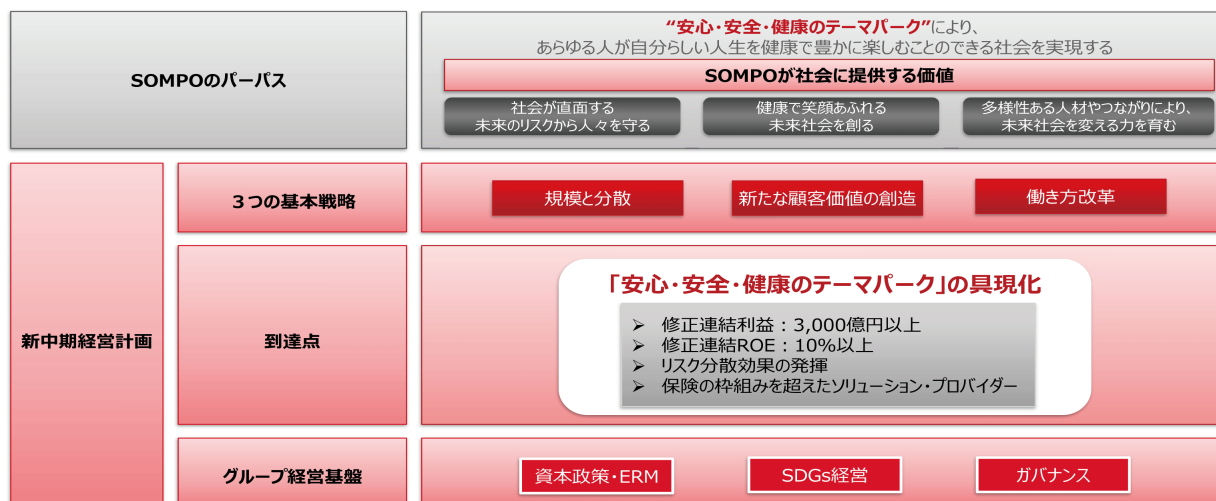 SOMPOのパーパス
“安心・安全・健康のテーマパーク”により、
あらゆる人が自分らしい人生を健康で豊かに楽しむことのできる社会を実現する
SOMPOが社会に提供する価値
社会が直面する
未来のリスクから人々を守る
健康で笑顔あふれる
未来社会を創る
多様性ある人材やつながりにより、
未来社会を変える力を育む
新中期経営計画
3つの基本戦略
規模と分散
新たな顧客価値の創造
働き方改革
到達点
「安心・安全・健康のテーマパーク」の具現化
➢ 修正連結利益：3,000億円以上
➢ 修正連結ROE：10%以上
➢ リスク分散効果の発揮
➢ 保険の枠組みを超えたソリューション・プロバイダー
グループ経営基盤
資本政策・ERM
SDGs経営
ガバナンス